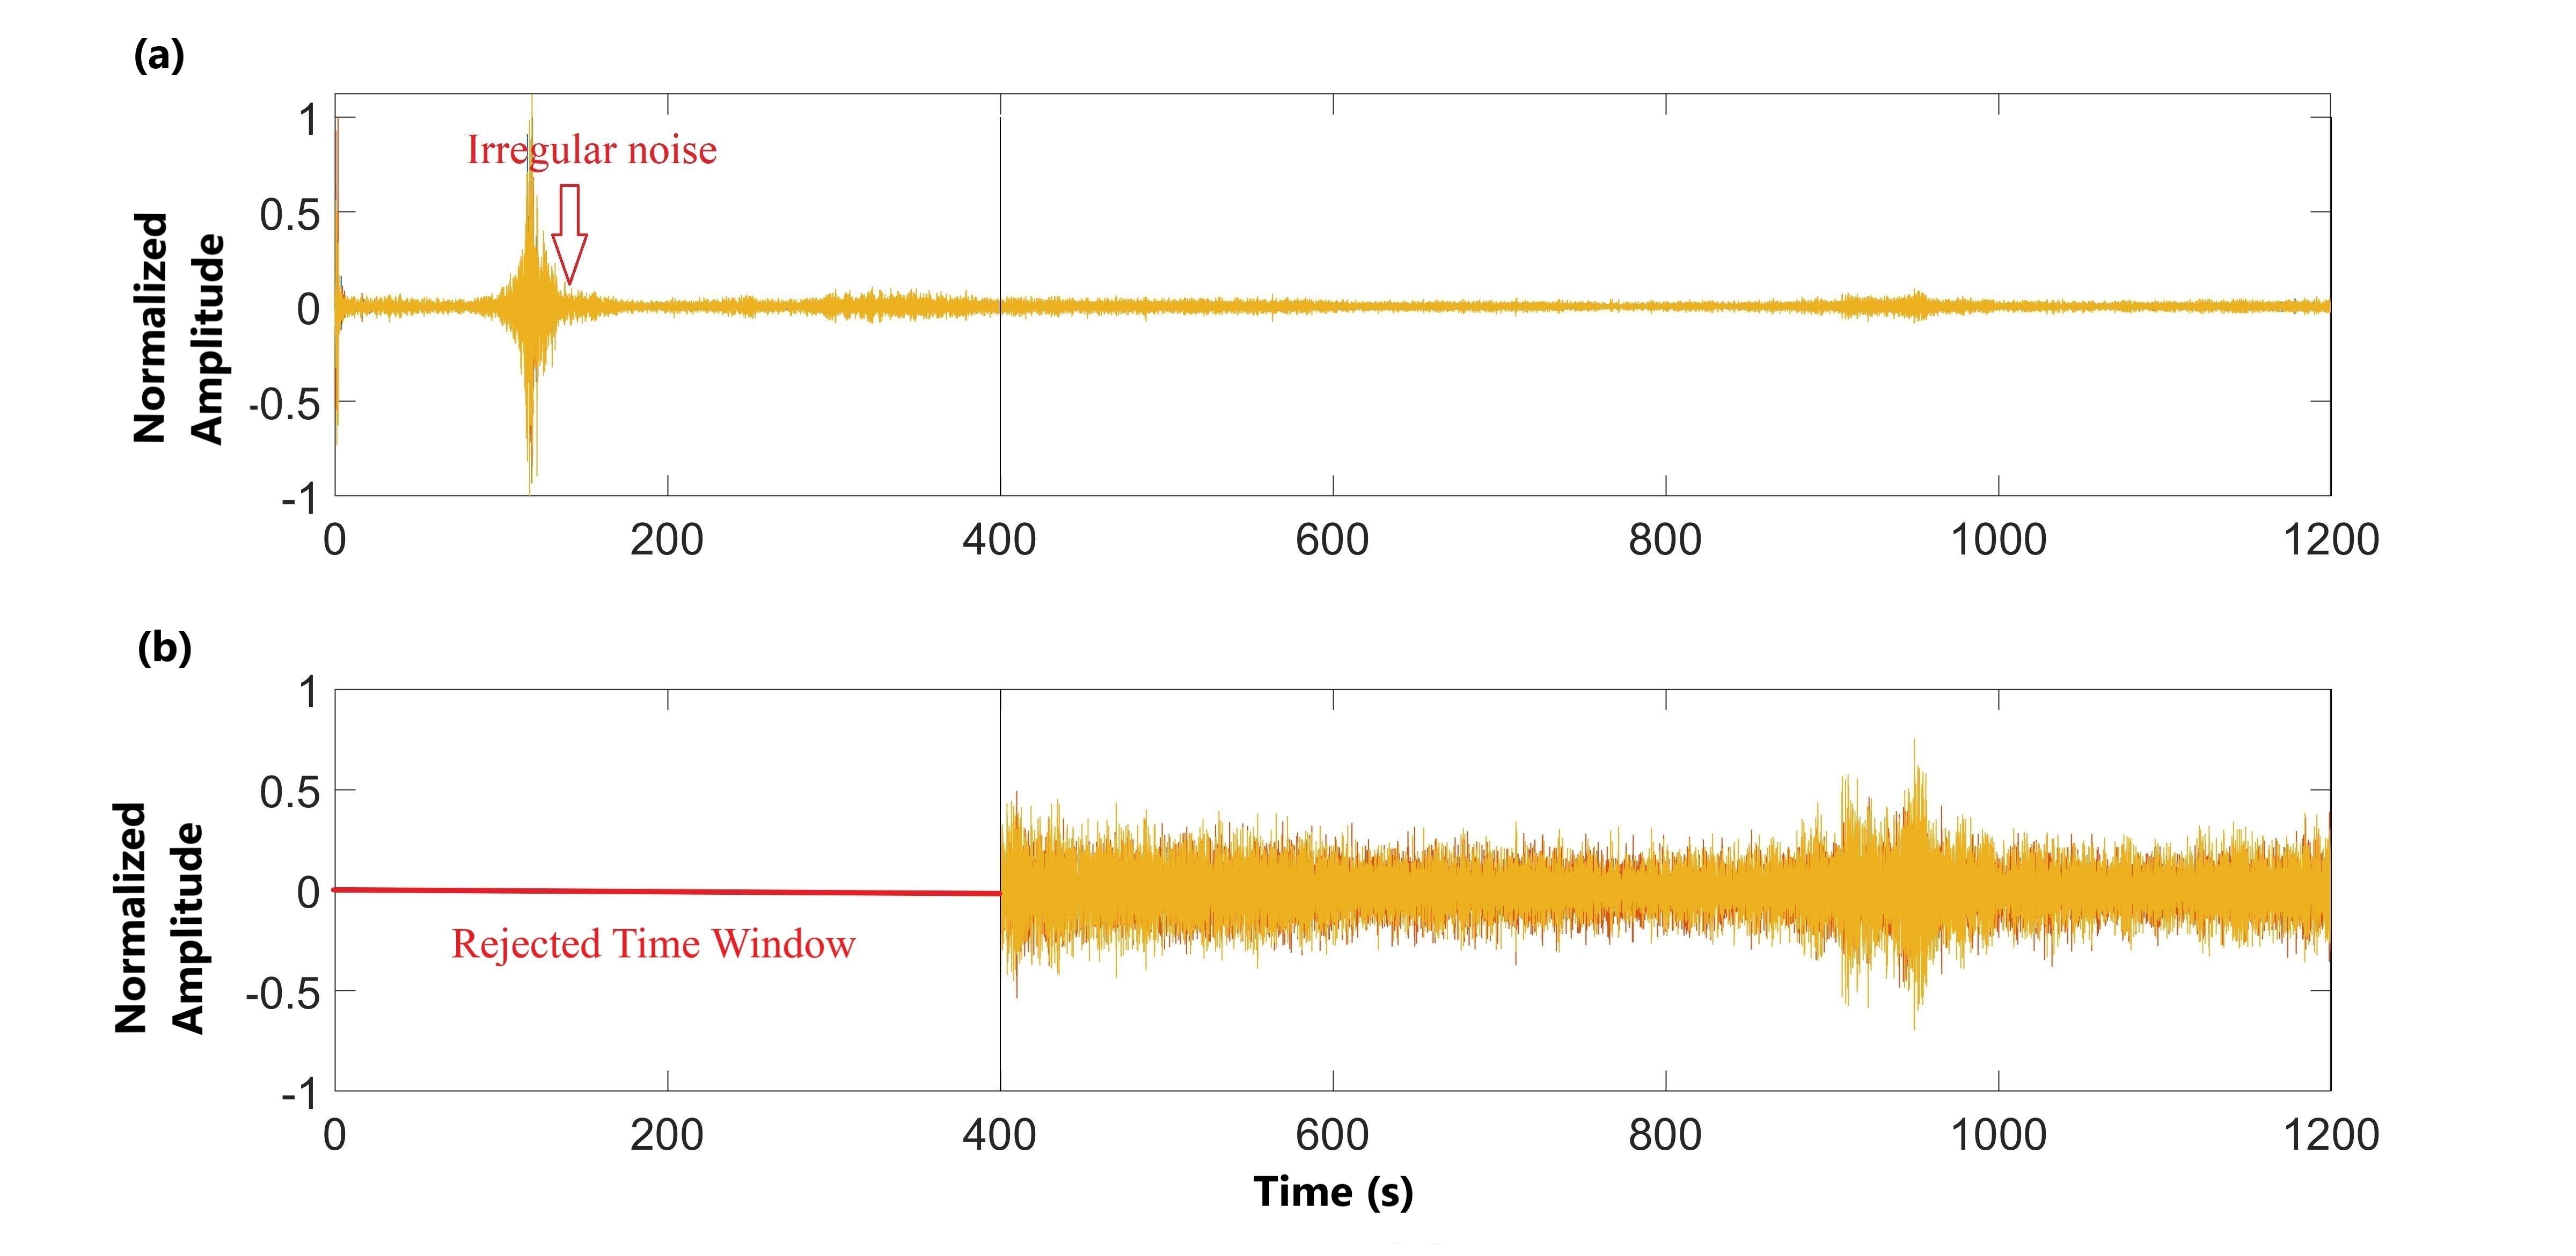 (a)
Normalized
Amplitude
1
0.5
0
-0.5
-1
Irregular noise
0 200 400 600 800 1000 1200
(b)
Normalized
Amplitude
1
0.5
0
-0.5
-1
Rejected Time Window
0 200 400 600 800 1000 1200
Time (s)